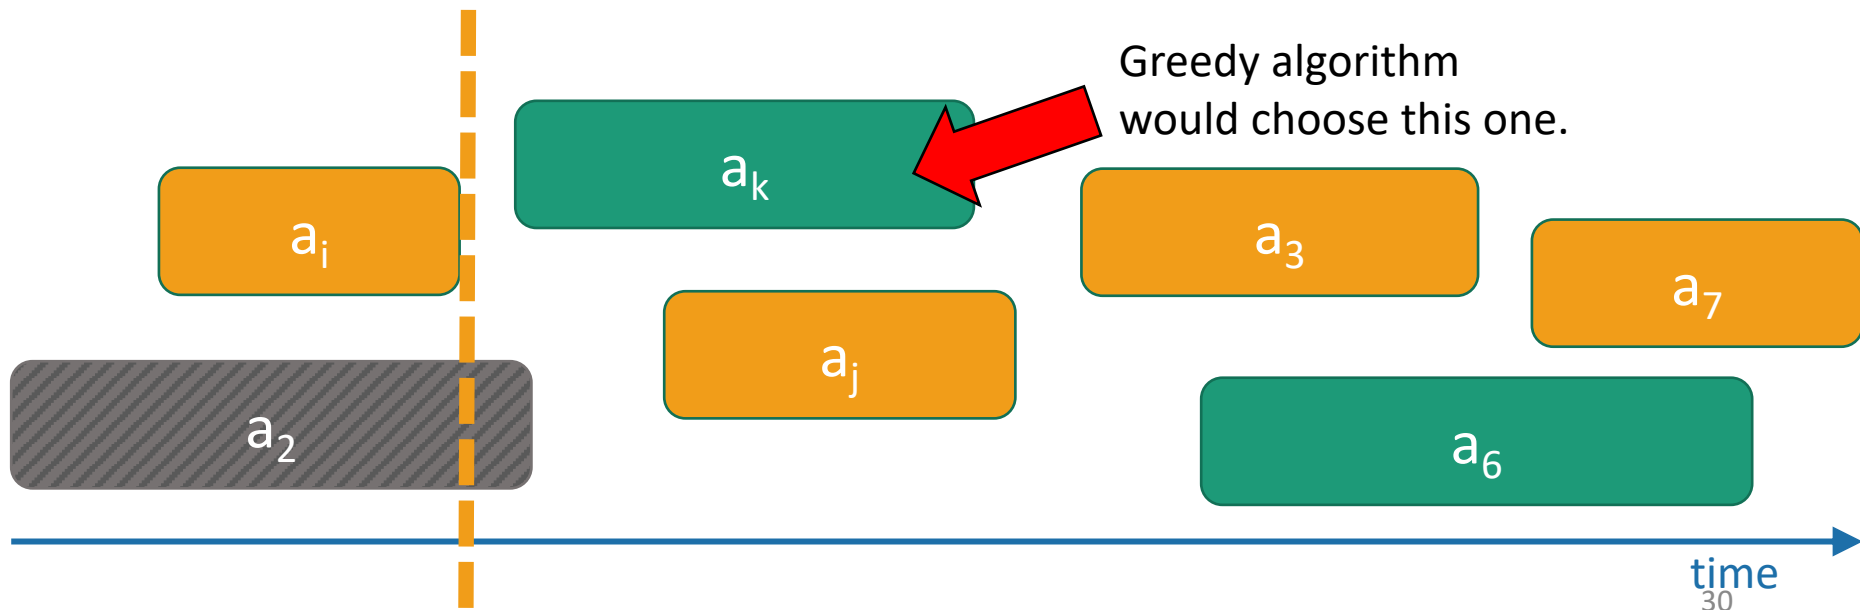 Greedy algorithm
would choose this one.
aₖ
aᵢ
a₃
a₇
aⱼ
a₂
a₆
time
30